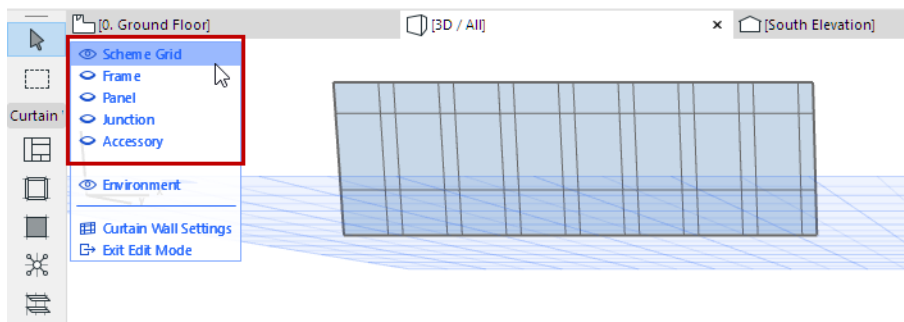 [0. Ground Floor]
[3D / All]
[South Elevation]
Scheme Grid
Frame
Panel
Junction
Accessory
Environment
Curtain Wall Settings
Exit Edit Mode
Curtain